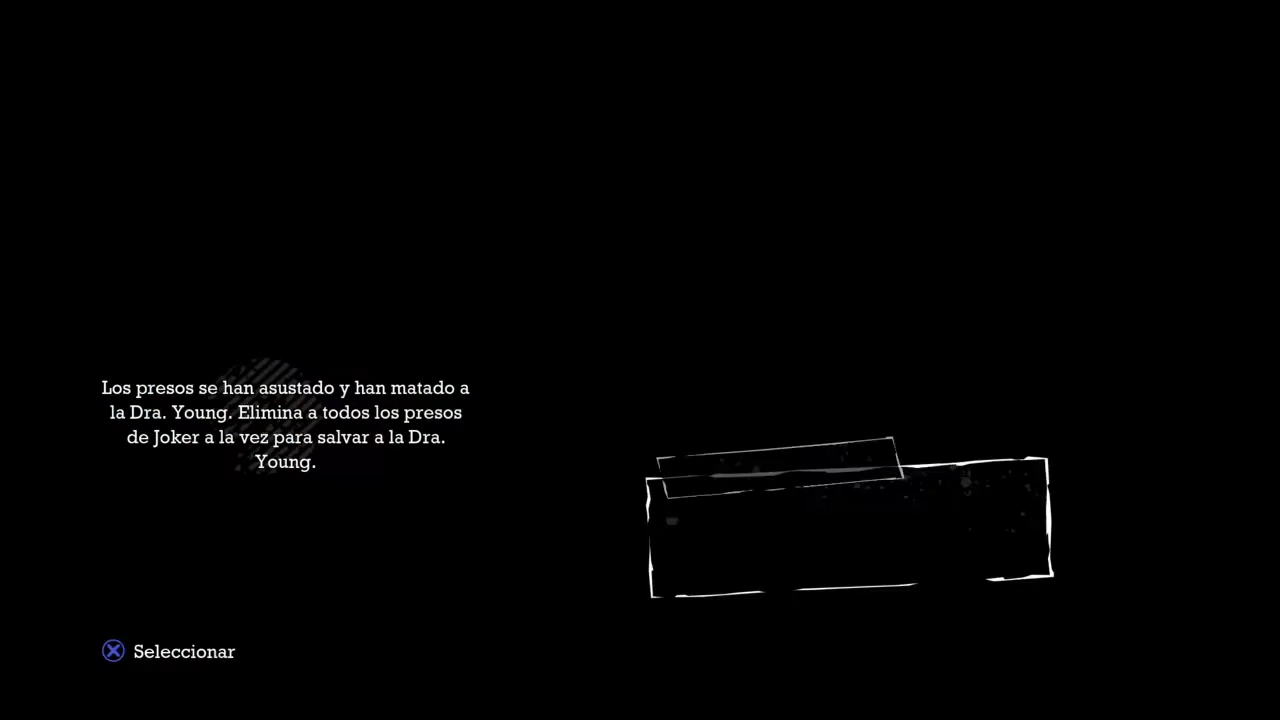 Los presos se han asustado y han matado a
la Dra. Young. Elimina a todos los presos
de Joker a la vez para salvar a la Dra.
Young.
Seleccionar